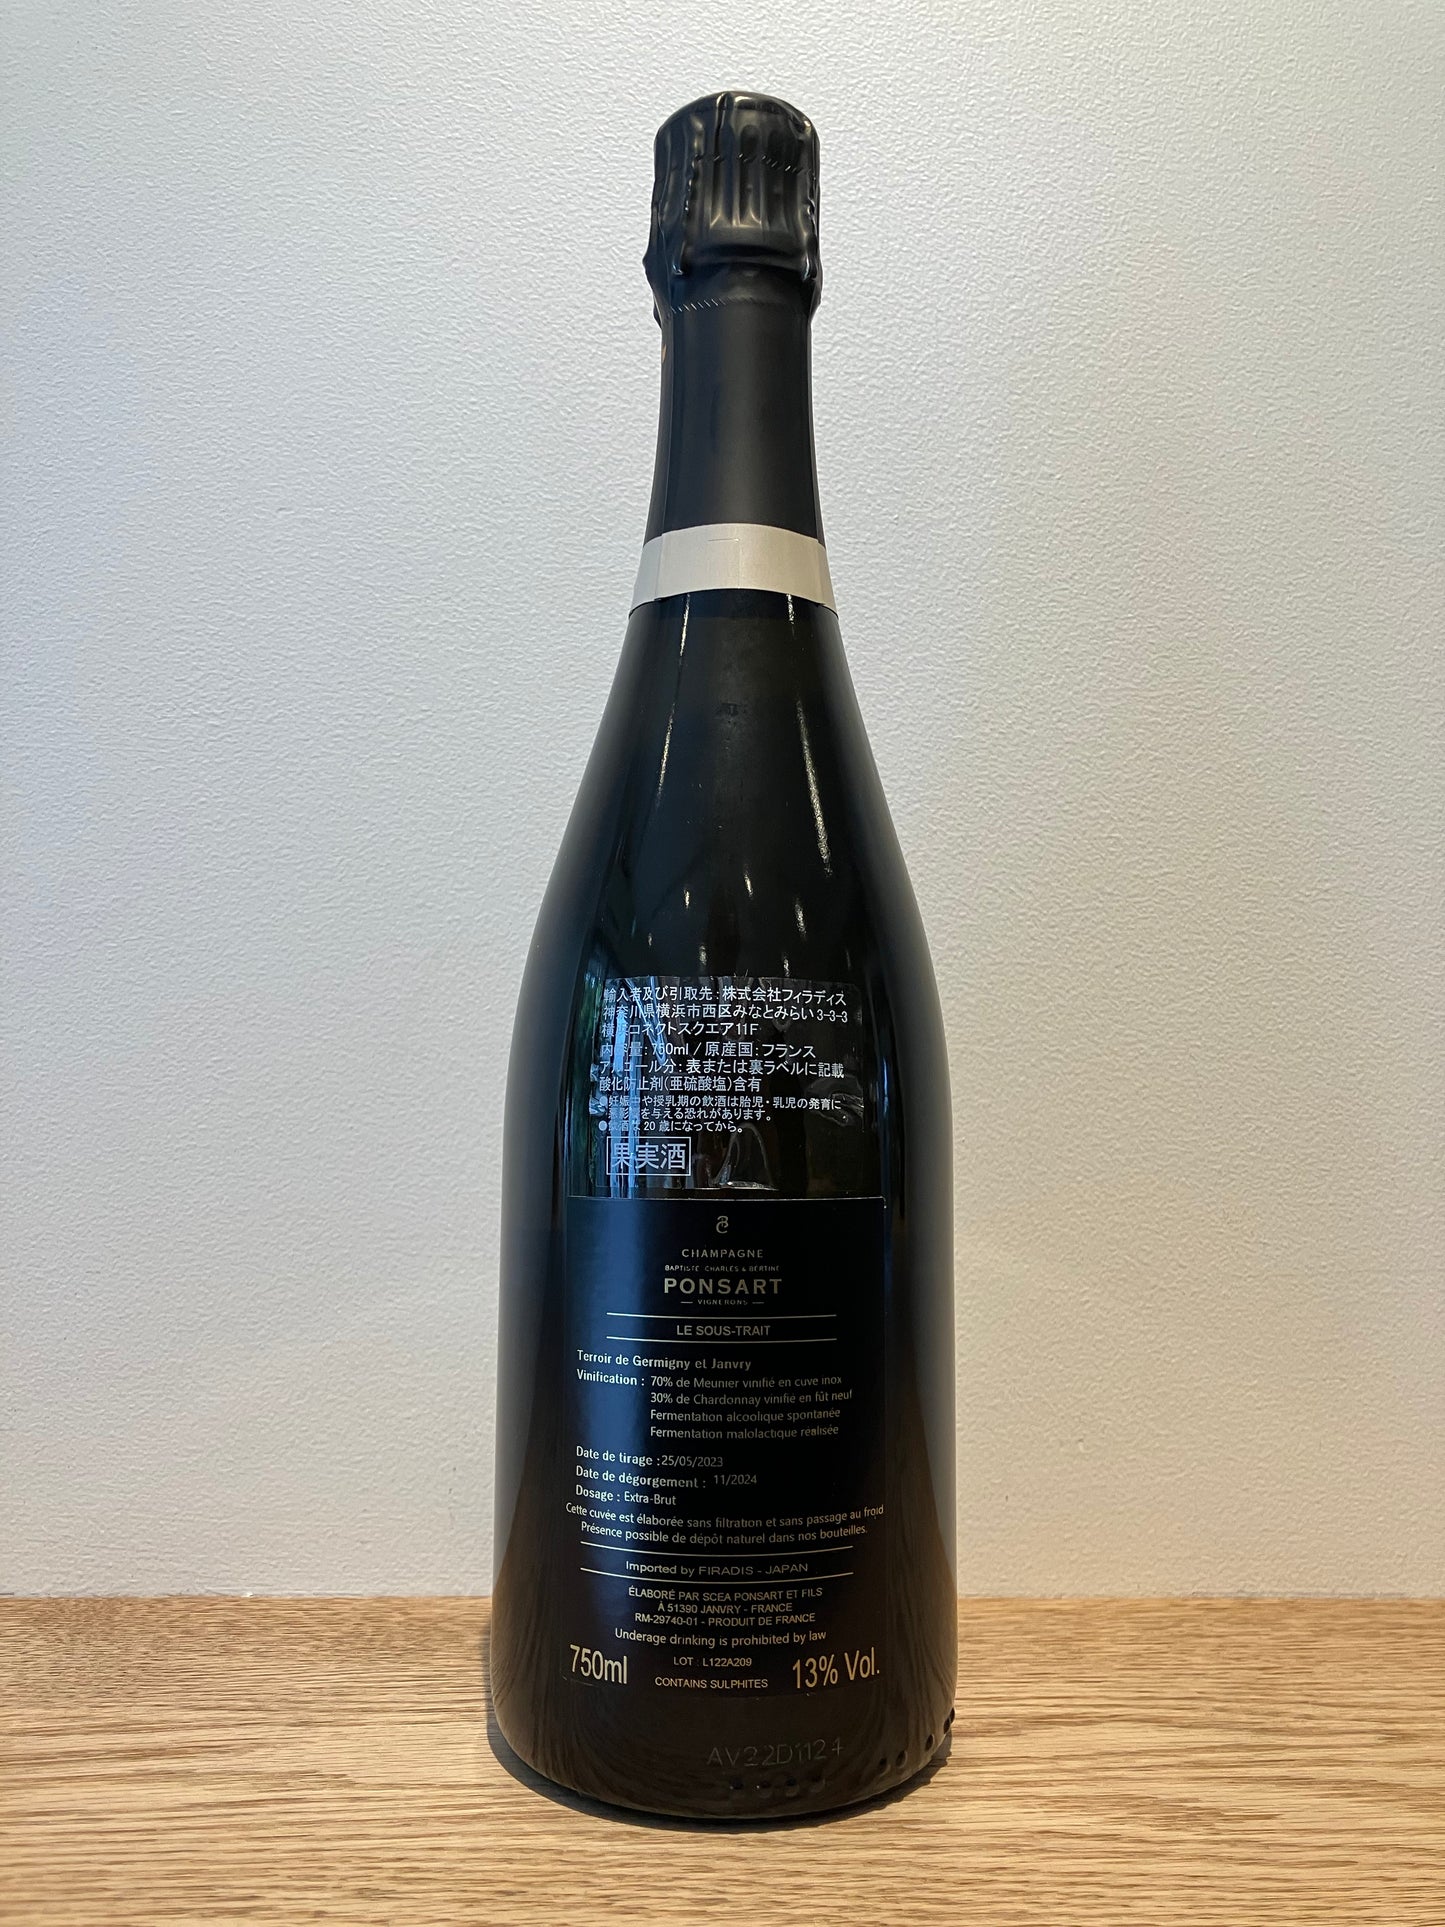 輸入者及び引取先：株式会社フィラディス
神奈川県横浜市西区みなとみらい3-3-3
横浜コネクトスクエア11F
内容量：750ml / 原産国：フランス
アルコール分：表または裏ラベルに記載
酸化防止剤(亜硫酸塩)含有
●妊娠中や授乳期の飲酒は胎児・乳児の発育に
悪影響を与える恐れがあります。
●飲酒は20歳になってから。
果実酒
CHAMPAGNE
BAPTISTE CHARLES & BERTINE
PONSART
— VIGNERONS —
LE SOUS-TRAIT
Terroir de Germigny et Janvry
Vinification : 70% de Meunier vinifié en cuve inox
30% de Chardonnay vinifié en fût neuf
Fermentation alcoolique spontanée
Fermentation malolactique réalisée
Date de tirage :25/05/2023
Date de dégorgement : 11/2024
Dosage : Extra-Brut
Cette cuvée est élaborée sans filtration et sans passage au froid
Présence possible de dépôt naturel dans nos bouteilles.
Imported by FIRADIS - JAPAN
ÉLABORÉ PAR SCEA PONSART ET FILS
À 51390 JANVRY - FRANCE
RM-29740-01 - PRODUIT DE FRANCE
Underage drinking is prohibited by law
750ml LOT : L122A209 13% Vol.
CONTAINS SULPHITES
AV22D1124